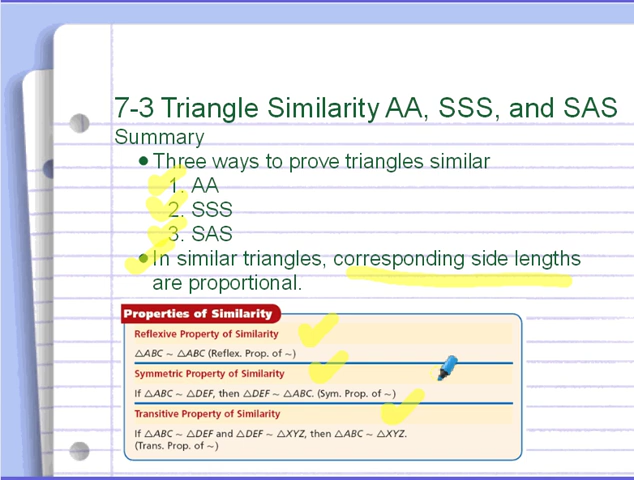 7-3 Triangle Similarity AA, SSS, and SAS
Summary
• Three ways to prove triangles similar
1. AA
2. SSS
3. SAS
• In similar triangles, corresponding side lengths
are proportional.
Properties of Similarity
Reflexive Property of Similarity
△ABC ~ △ABC (Reflex. Prop. of ~)
Symmetric Property of Similarity
If △ABC ~ △DEF, then △DEF ~ △ABC. (Sym. Prop. of ~)
Transitive Property of Similarity
If △ABC ~ △DEF and △DEF ~ △XYZ, then △ABC ~ △XYZ.
(Trans. Prop. of ~)